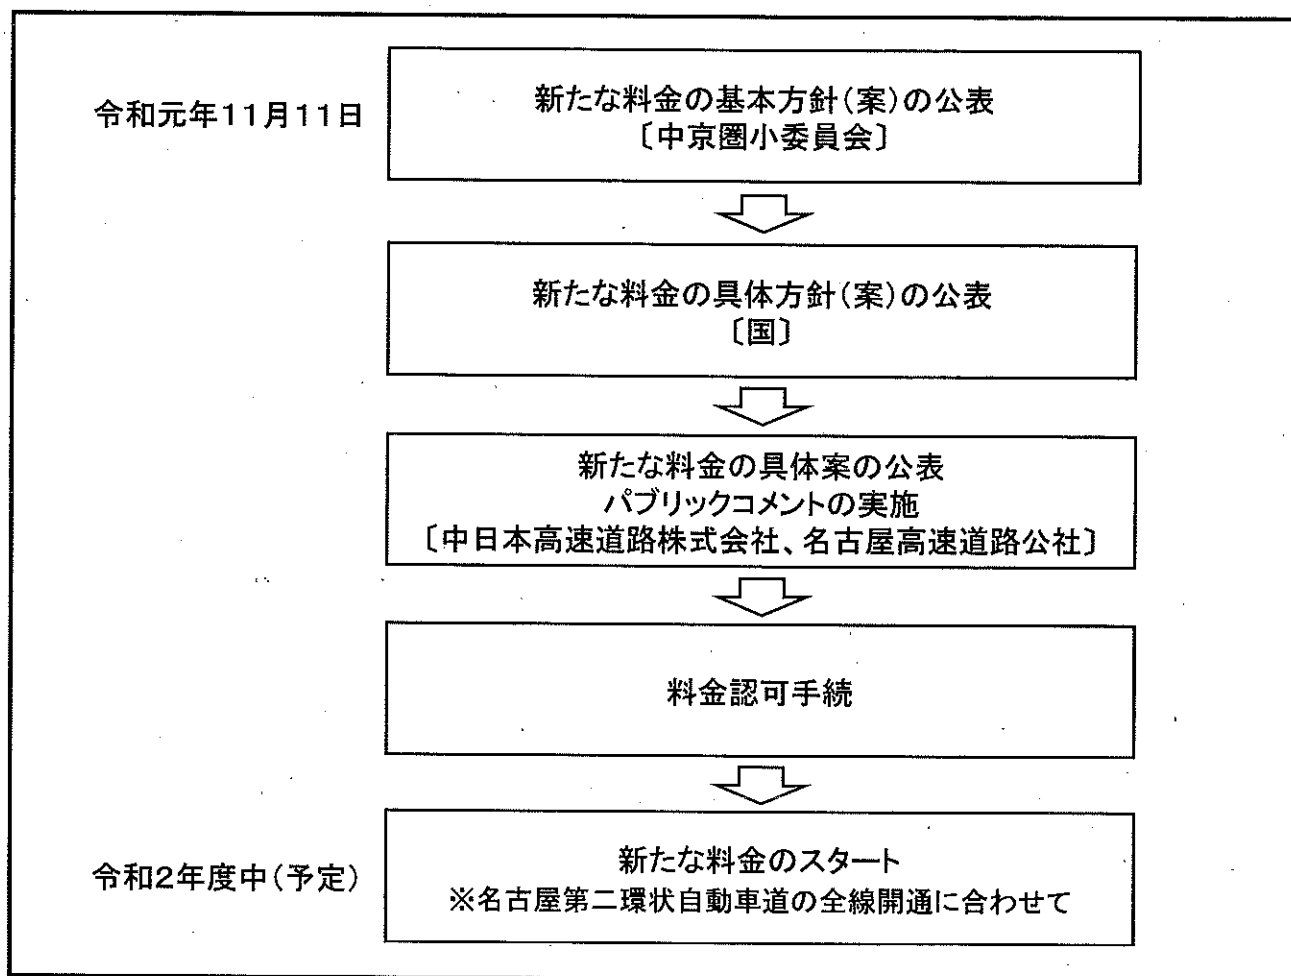 令和元年11月11日
新たな料金の基本方針(案)の公表
〔中京圏小委員会〕
新たな料金の具体方針(案)の公表
〔国〕
新たな料金の具体案の公表
パブリックコメントの実施
〔中日本高速道路株式会社、名古屋高速道路公社〕
料金認可手続
令和2年度中(予定)
新たな料金のスタート
※名古屋第二環状自動車道の全線開通に合わせて